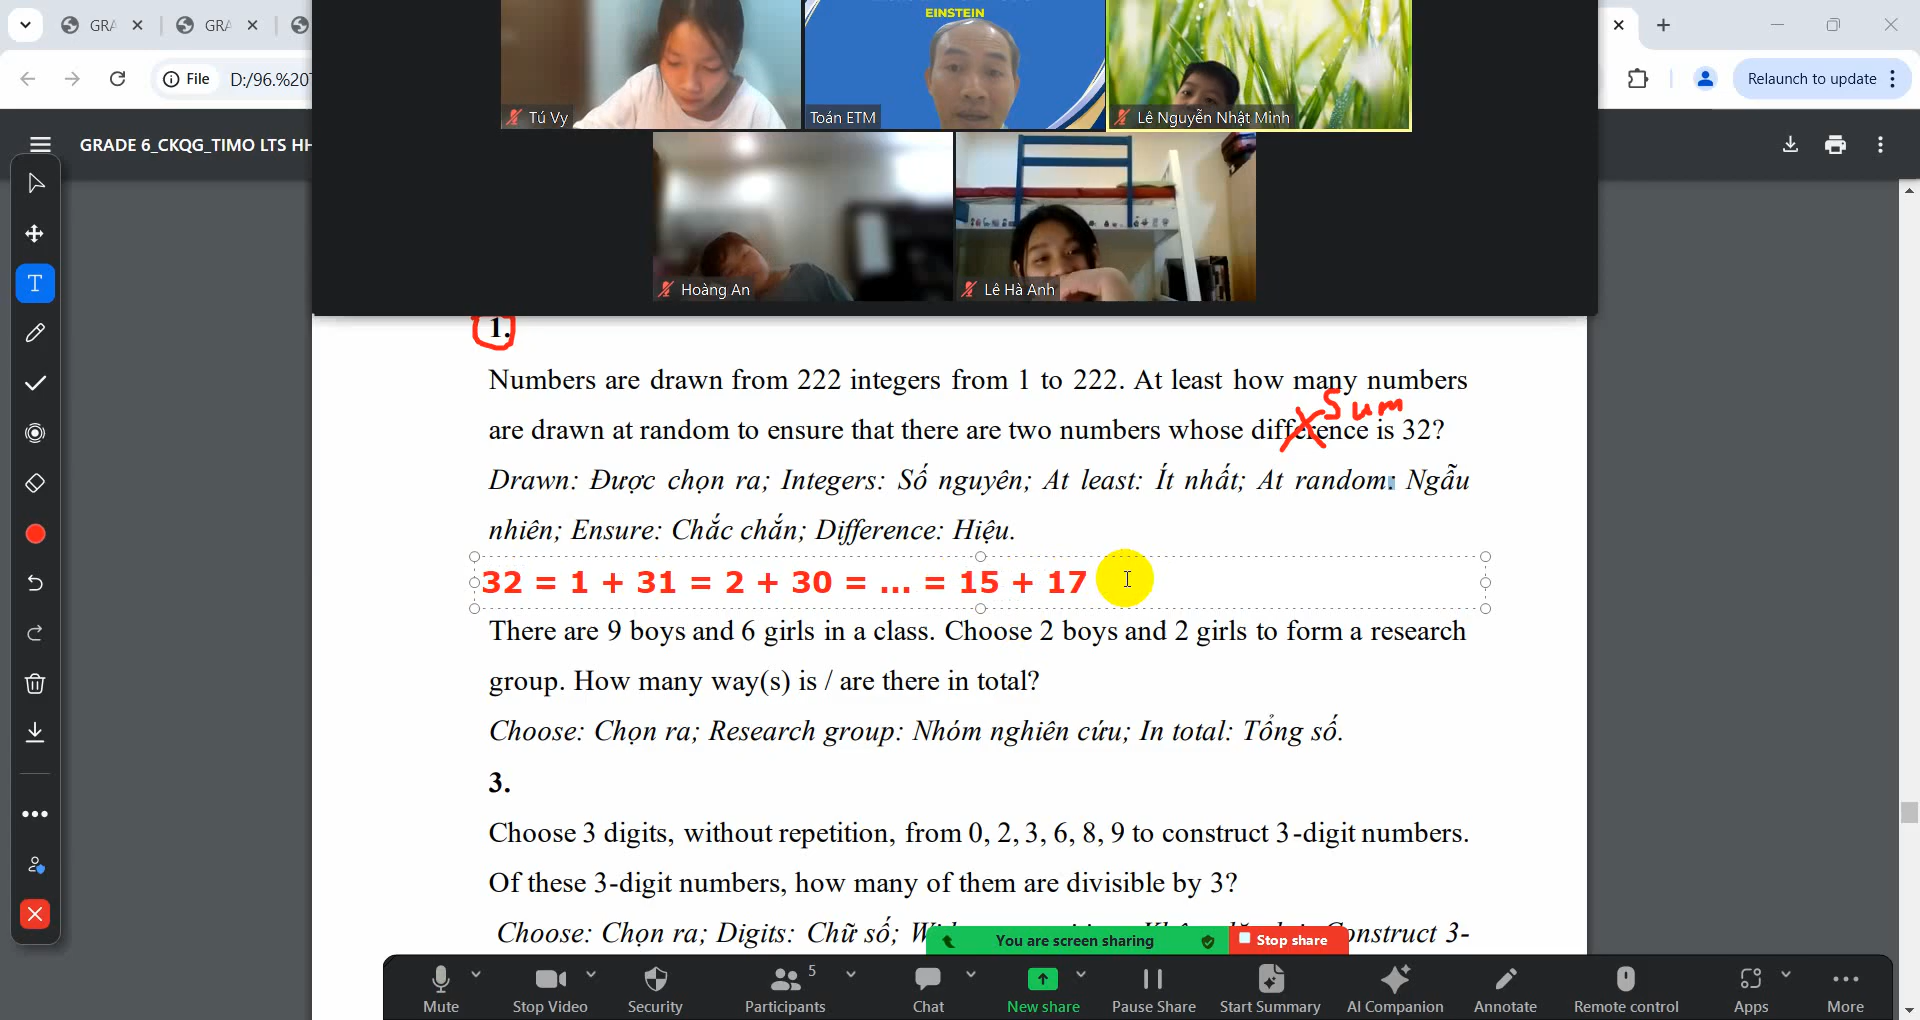 GRA
GRA
File
D:/96.%20
Relaunch to update
GRADE 6_CKQG_TIMO LTS HH
EINSTEIN
Tú Vy
Toán ETM
Lê Nguyễn Nhật Minh
Hoàng An
Lê Hà Anh
1.
Numbers are drawn from 222 integers from 1 to 222. At least how many numbers
Sum
are drawn at random to ensure that there are two numbers whose difference is 32?
Drawn: Được chọn ra; Integers: Số nguyên; At least: Ít nhất; At random: Ngẫu
nhiên; Ensure: Chắc chắn; Difference: Hiệu.
32 = 1 + 31 = 2 + 30 = ... = 15 + 17
There are 9 boys and 6 girls in a class. Choose 2 boys and 2 girls to form a research
group. How many way(s) is / are there in total?
Choose: Chọn ra; Research group: Nhóm nghiên cứu; In total: Tổng số.
3.
Choose 3 digits, without repetition, from 0, 2, 3, 6, 8, 9 to construct 3-digit numbers.
Of these 3-digit numbers, how many of them are divisible by 3?
Choose: Chọn ra; Digits: Chữ số; Construct 3-
You are screen sharing
Stop share
Mute
Stop Video
Security
Participants
5
Chat
New share
Pause Share
Start Summary
AI Companion
Annotate
Remote control
Apps
More